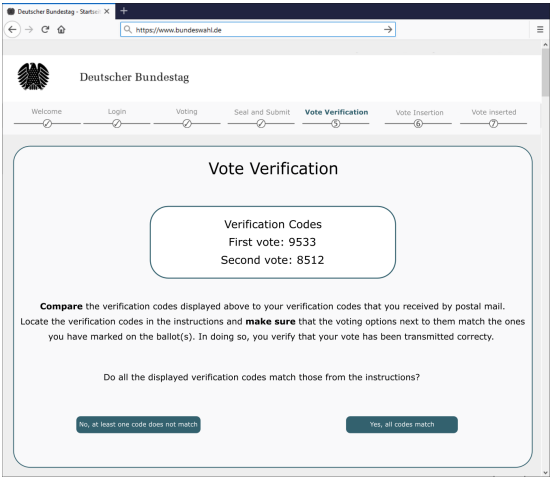 Deutscher Bundestag - Startseit
https://www.bundeswahl.de
Deutscher Bundestag
Welcome Login Voting Seal and Submit Vote Verification Vote Insertion Vote inserted
5 6 7
Vote Verification
Verification Codes
First vote: 9533
Second vote: 8512
Compare the verification codes displayed above to your verification codes that you received by postal mail.
Locate the verification codes in the instructions and make sure that the voting options next to them match the ones
you have marked on the ballot(s). In doing so, you verify that your vote has been transmitted correcty.
Do all the displayed verification codes match those from the instructions?
No, at least one code does not match
Yes, all codes match